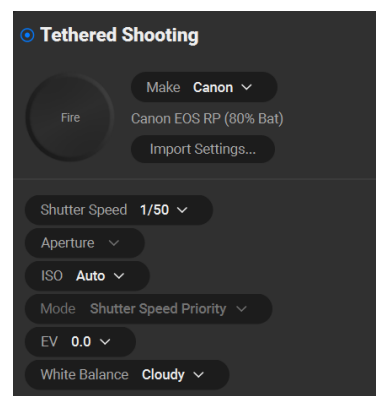 Tethered Shooting
Make Canon
Fire
Canon EOS RP (80% Bat)
Import Settings...
Shutter Speed 1/50
Aperture
ISO Auto
Mode Shutter Speed Priority
EV 0.0
White Balance Cloudy